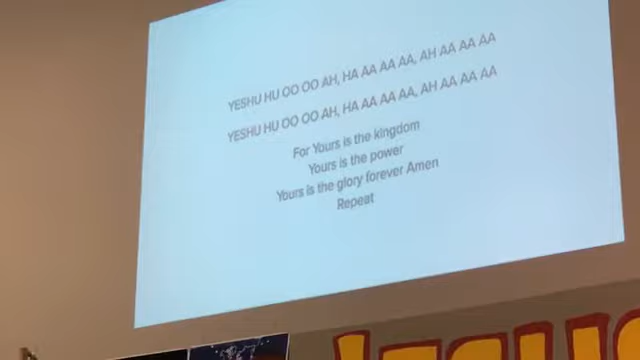 YESHU HU OO OO AH, HA AA AA AA, AH AA AA AA
YESHU HU OO OO AH, HA AA AA AA, AH AA AA AA
For Yours is the kingdom
Yours is the power
Yours is the glory forever Amen
Repeat